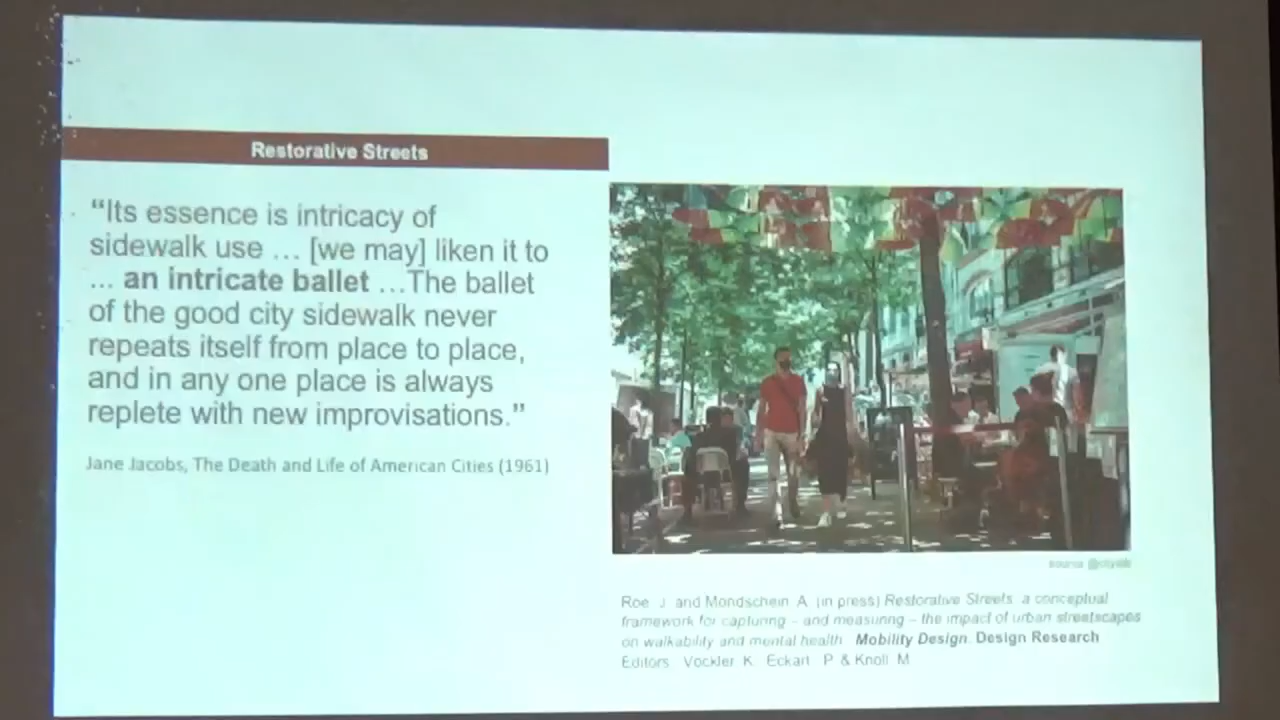 Restorative Streets
“Its essence is intricacy of
sidewalk use … [we may] liken it to
… an intricate ballet …The ballet
of the good city sidewalk never
repeats itself from place to place,
and in any one place is always
replete with new improvisations.”
Jane Jacobs, The Death and Life of American Cities (1961)
source @citylab
Roe J. and Mondschein A. (in press) Restorative Streets: a conceptual
framework for capturing – and measuring – the impact of urban streetscapes
on walkability and mental health. Mobility Design. Design Research
Editors: Vockler K. Eckart P. & Knoll M